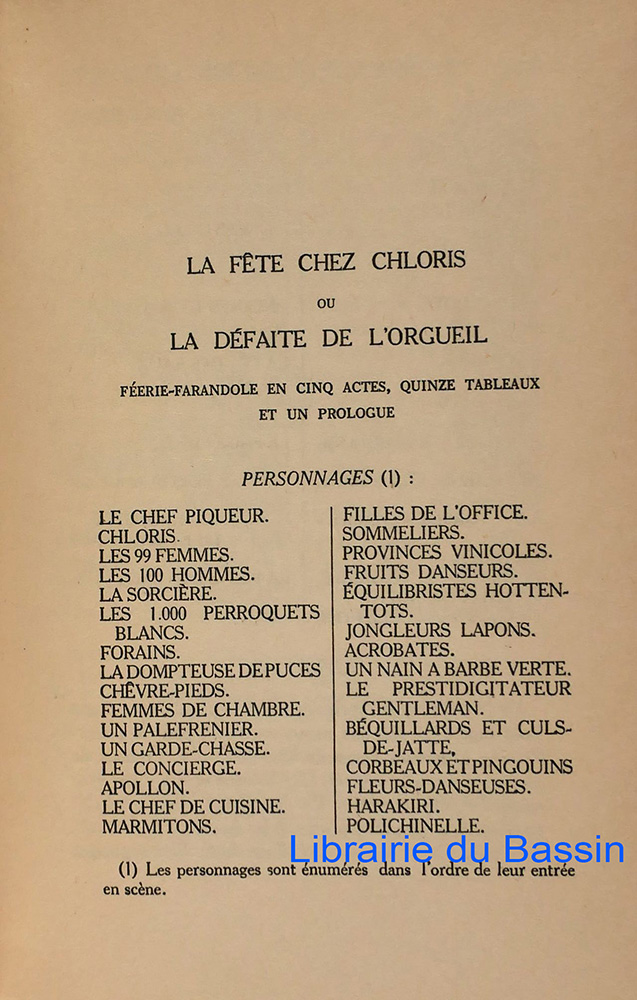 LA FÊTE CHEZ CHLORIS
OU
LA DÉFAITE DE L'ORGUEIL
FÉERIE-FARANDOLE EN CINQ ACTES, QUINZE TABLEAUX
ET UN PROLOGUE
PERSONNAGES (1) :
LE CHEF PIQUEUR.
CHLORIS.
LES 99 FEMMES.
LES 100 HOMMES.
LA SORCIÈRE.
LES 1.000 PERROQUETS
BLANCS.
FORAINS.
LA DOMPTEUSE DE PUCES
CHÊVRE-PIEDS.
FEMMES DE CHAMBRE.
UN PALEFRENIER.
UN GARDE-CHASSE.
LE CONCIERGE.
APOLLON.
LE CHEF DE CUISINE.
MARMITONS.
FILLES DE L'OFFICE.
SOMMELIERS.
PROVINCES VINICOLES.
FRUITS DANSEURS.
ÉQUILIBRISTES HOTTEN-
TOTS.
JONGLEURS LAPONS.
ACROBATES.
UN NAIN A BARBE VERTE.
LE PRESTIDIGITATEUR
GENTLEMAN.
BÉQUILLARDS ET CULS-
DE-JATTE,
CORBEAUX ET PINGOUINS
FLEURS-DANSEUSES.
HARAKIRI.
POLICHINELLE.
Librairie du Bassin
(1) Les personnages sont énumérés dans l'ordre de leur entrée
en scène.